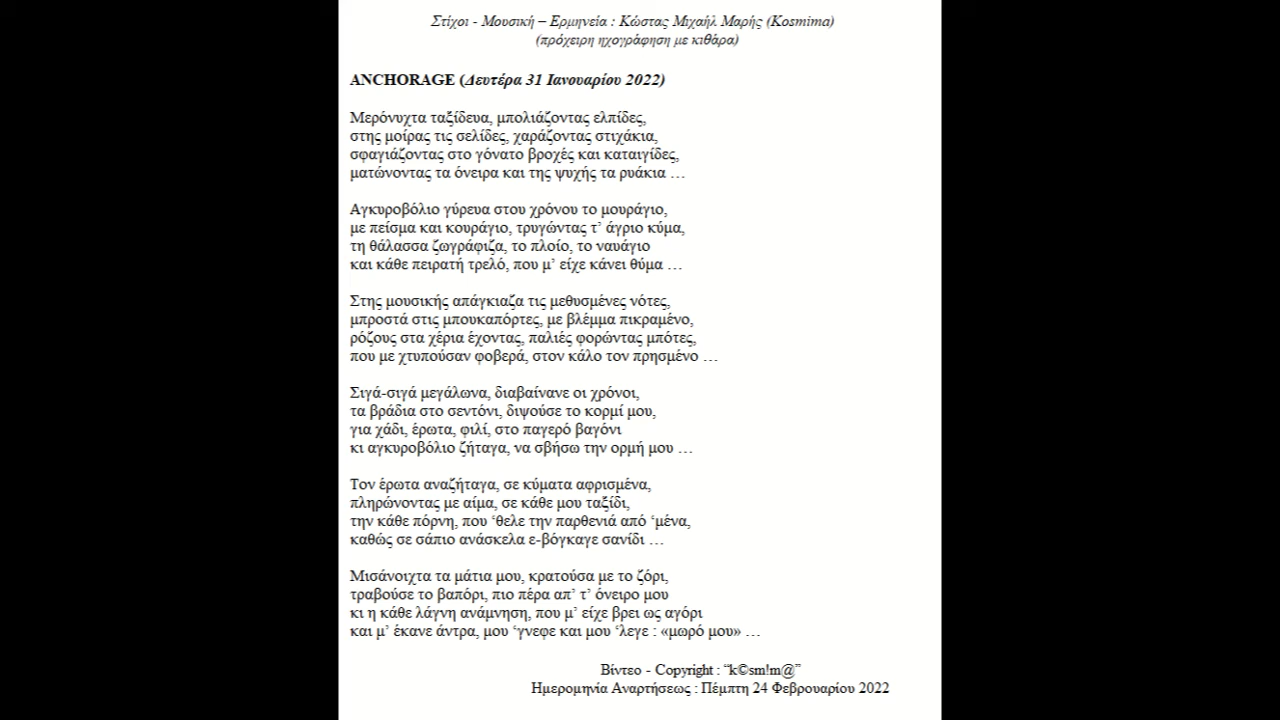 Στίχοι - Μουσική – Ερμηνεία : Κώστας Μιχαήλ Μαρής (Kosmima)
(πρόχειρη ηχογράφηση με κιθάρα)
ANCHORAGE (Δευτέρα 31 Ιανουαρίου 2022)
Μερόνυχτα ταξίδευα, μπολιάζοντας ελπίδες,
στης μοίρας τις σελίδες, χαράζοντας στιχάκια,
σφαγιάζοντας στο γόνατο βροχές και καταιγίδες,
ματώνοντας τα όνειρα και της ψυχής τα ρυάκια …
Αγκυροβόλιο γύρευα στου χρόνου το μουράγιο,
με πείσμα και κουράγιο, τρυγώντας τ’ άγριο κύμα,
τη θάλασσα ζωγράφιζα, το πλοίο, το ναυάγιο
και κάθε πειρατή τρελό, που μ’ είχε κάνει θύμα …
Στης μουσικής απάγκιαζα τις μεθυσμένες νότες,
μπροστά στις μπουκαπόρτες, με βλέμμα πικραμένο,
ρόζους στα χέρια έχοντας, παλιές φορώντας μπότες,
που με χτυπούσαν φοβερά, στον κάλο τον πρησμένο …
Σιγά-σιγά μεγάλωνα, διαβαίνανε οι χρόνοι,
τα βράδια στο σεντόνι, διψούσε το κορμί μου,
για χάδι, έρωτα, φιλί, στο παγερό βαγόνι
κι αγκυροβόλιο ζήταγα, να σβήσω την ορμή μου …
Τον έρωτα αναζήταγα, σε κύματα αφρισμένα,
πληρώνοντας με αίμα, σε κάθε μου ταξίδι,
την κάθε πόρνη, που ‘θελε την παρθενιά από ‘μένα,
καθώς σε σάπιο ανάσκελα ε-βόγκαγε σανίδι …
Μισάνοιχτα τα μάτια μου, κρατούσα με το ζόρι,
τραβούσε το βαπόρι, πιο πέρα απ’ τ’ όνειρο μου
κι η κάθε λάγνη ανάμνηση, που μ’ είχε βρει ως αγόρι
και μ’ έκανε άντρα, μου ‘γνεφε και μου ‘λεγε : «μωρό μου» …
Βίντεο - Copyright : “k©sm!m@”
Ημερομηνία Αναρτήσεως : Πέμπτη 24 Φεβρουαρίου 2022